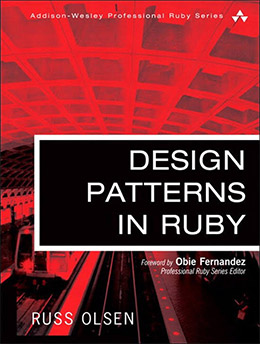 Addison-Wesley Professional Ruby Series
DESIGN
PATTERNS
IN RUBY
Foreword by Obie Fernandez
Professional Ruby Series Editor
RUSS OLSEN